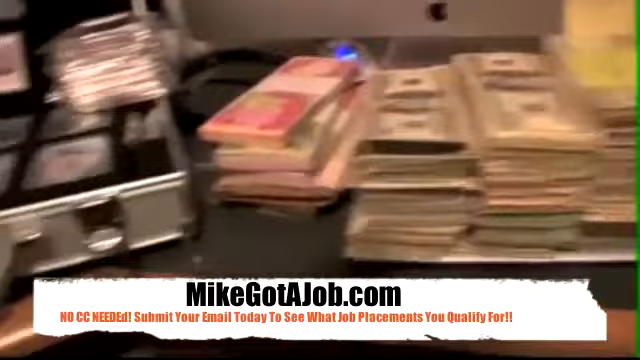 MikeGotAJob.com
NO CC NEEDEd! Submit Your Email Today To See What Job Placements You Qualify For!!